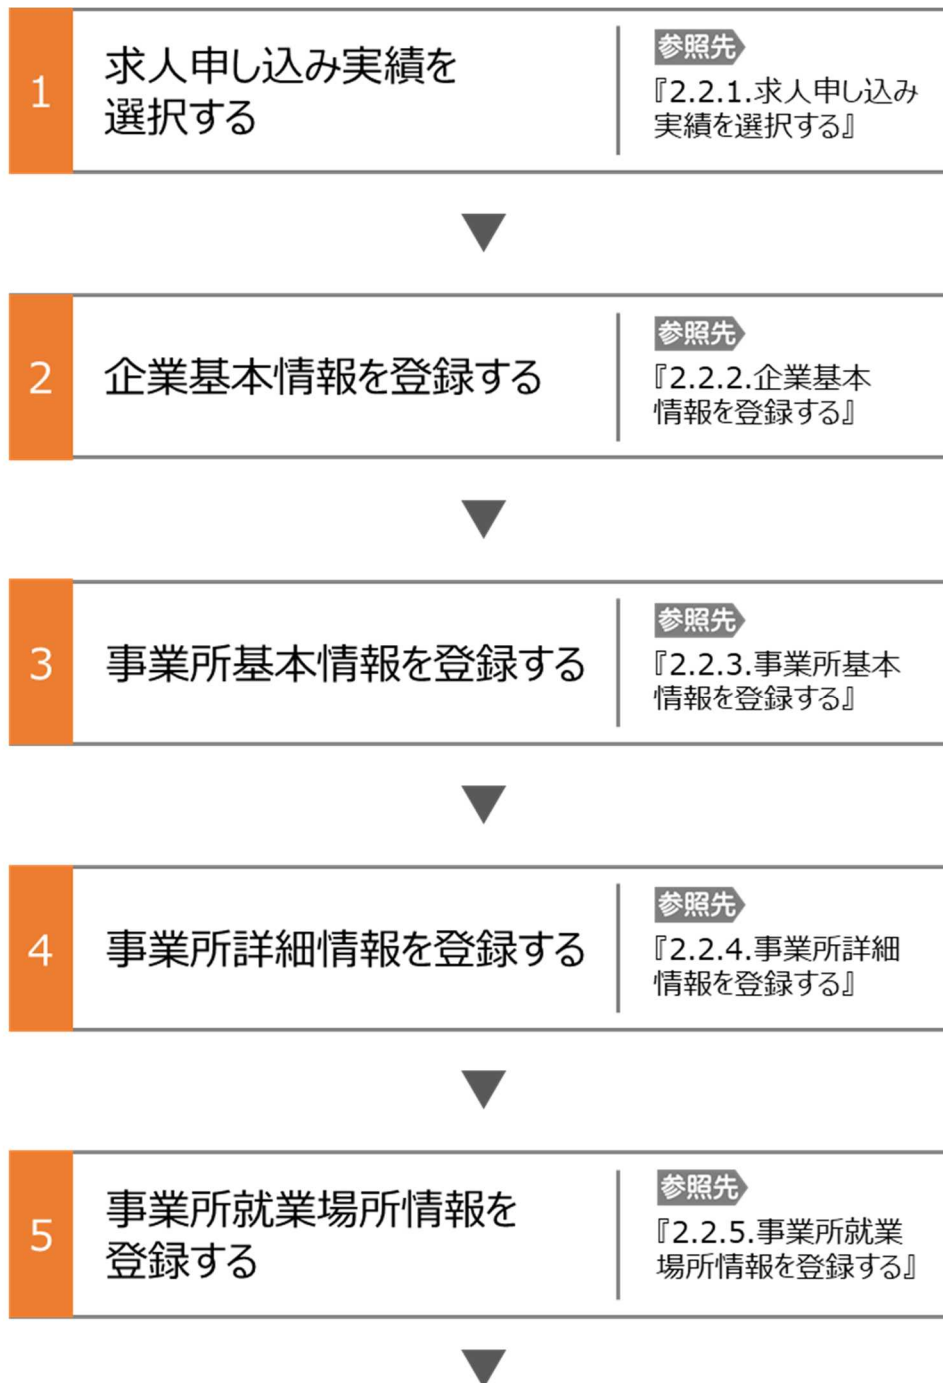 1
求人申し込み実績を
選択する
参照先
『2.2.1.求人申し込み
実績を選択する』
2
企業基本情報を登録する
参照先
『2.2.2.企業基本
情報を登録する』
3
事業所基本情報を登録する
参照先
『2.2.3.事業所基本
情報を登録する』
4
事業所詳細情報を登録する
参照先
『2.2.4.事業所詳細
情報を登録する』
5
事業所就業場所情報を
登録する
参照先
『2.2.5.事業所就業
場所情報を登録する』